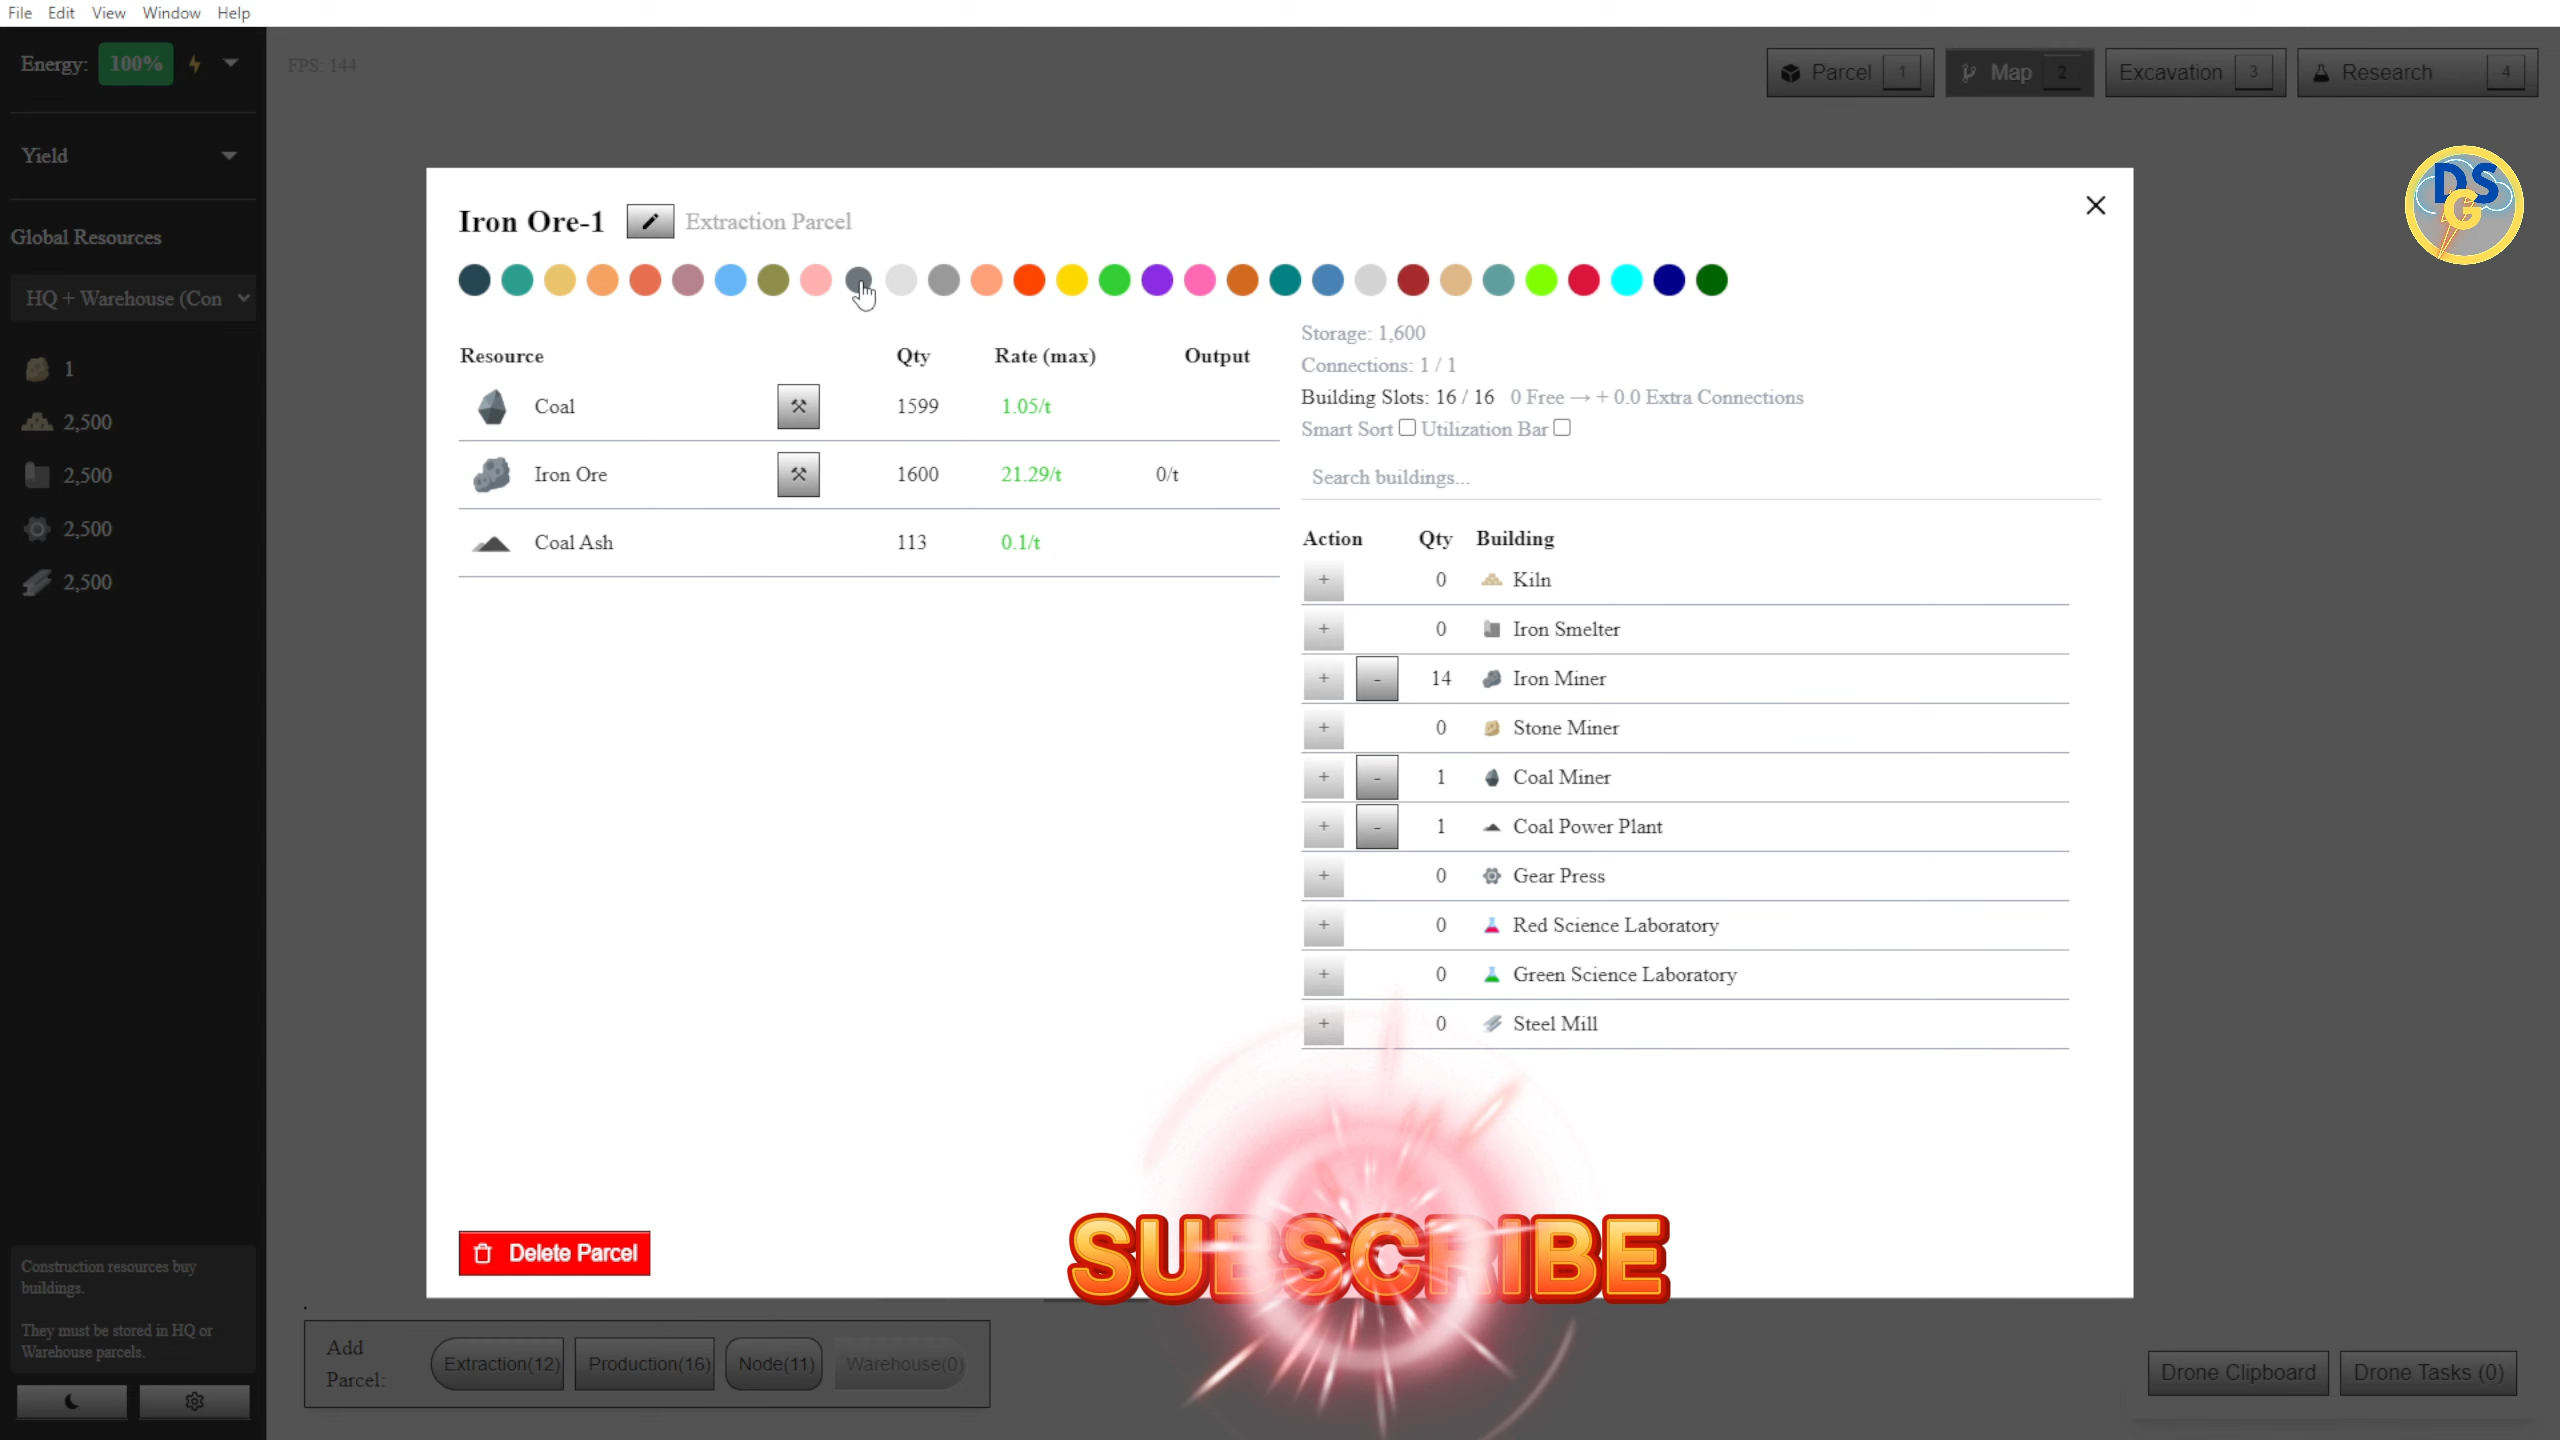 File Edit View Window Help
Energy: 100%
FPS: 144
Parcel 1
Map 2
Excavation 3
Research 4
Yield
DSG
Global Resources
HQ + Warehouse (Con
1
2,500
2,500
2,500
2,500
Iron Ore-1 Extraction Parcel
Resource Qty Rate (max) Output
Coal 1599 1.05/t
Iron Ore 1600 21.29/t 0/t
Coal Ash 113 0.1/t
Storage: 1,600
Connections: 1 / 1
Building Slots: 16 / 16 0 Free → + 0.0 Extra Connections
Smart Sort Utilization Bar
Search buildings...
Action Qty Building
+ 0 Kiln
+ 0 Iron Smelter
+ - 14 Iron Miner
+ 0 Stone Miner
+ - 1 Coal Miner
+ - 1 Coal Power Plant
+ 0 Gear Press
+ 0 Red Science Laboratory
+ 0 Green Science Laboratory
+ 0 Steel Mill
Delete Parcel
SUBSCRIBE
Construction resources buy
buildings.
They must be stored in HQ or
Warehouse parcels.
Add
Parcel:
Extraction(12) Production(16) Node(11) Warehouse(0)
Drone Clipboard Drone Tasks (0)